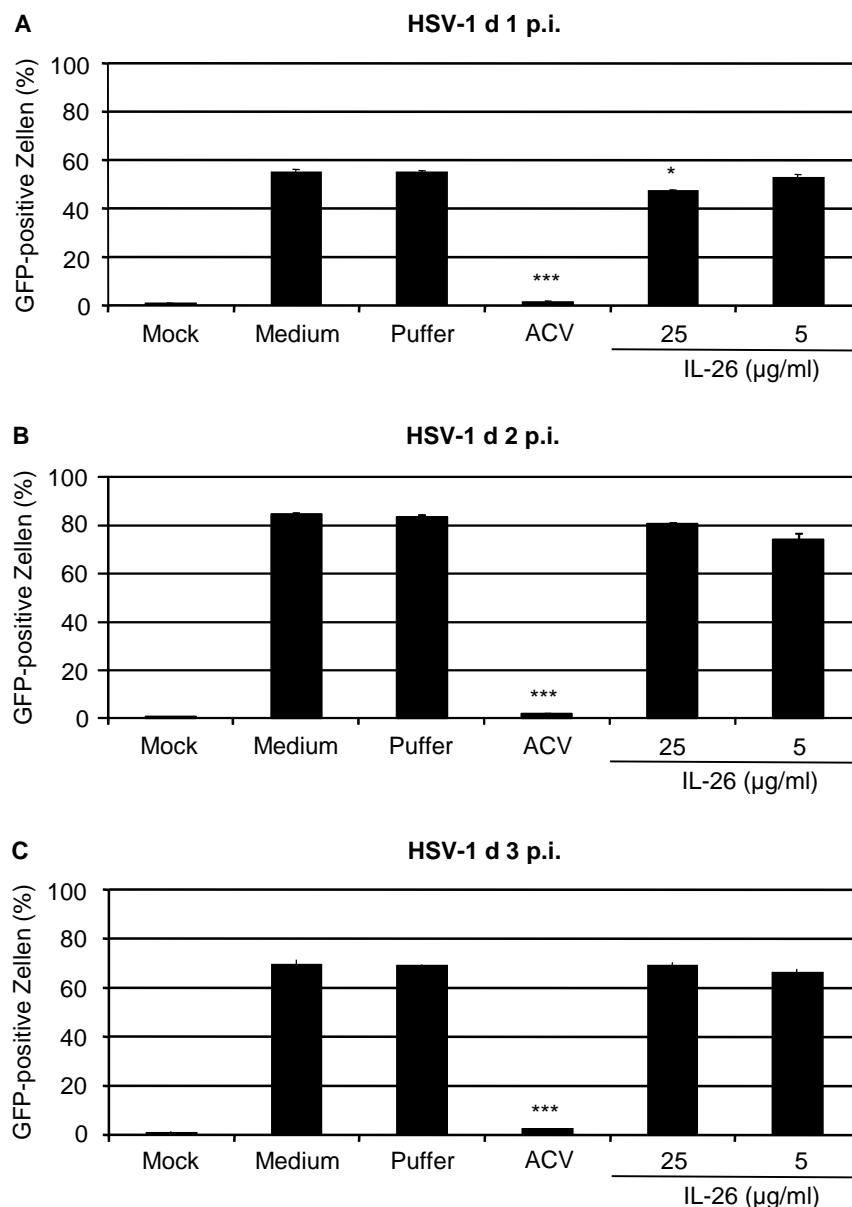 A
HSV-1 d 1 p.i.
GFP-positive Zellen (%)
100
80
60
40
20
0
*
***
Mock Medium Puffer ACV 25 5
IL-26 (µg/ml)
B
HSV-1 d 2 p.i.
GFP-positive Zellen (%)
100
80
60
40
20
0
***
Mock Medium Puffer ACV 25 5
IL-26 (µg/ml)
C
HSV-1 d 3 p.i.
GFP-positive Zellen (%)
100
80
60
40
20
0
***
Mock Medium Puffer ACV 25 5
IL-26 (µg/ml)